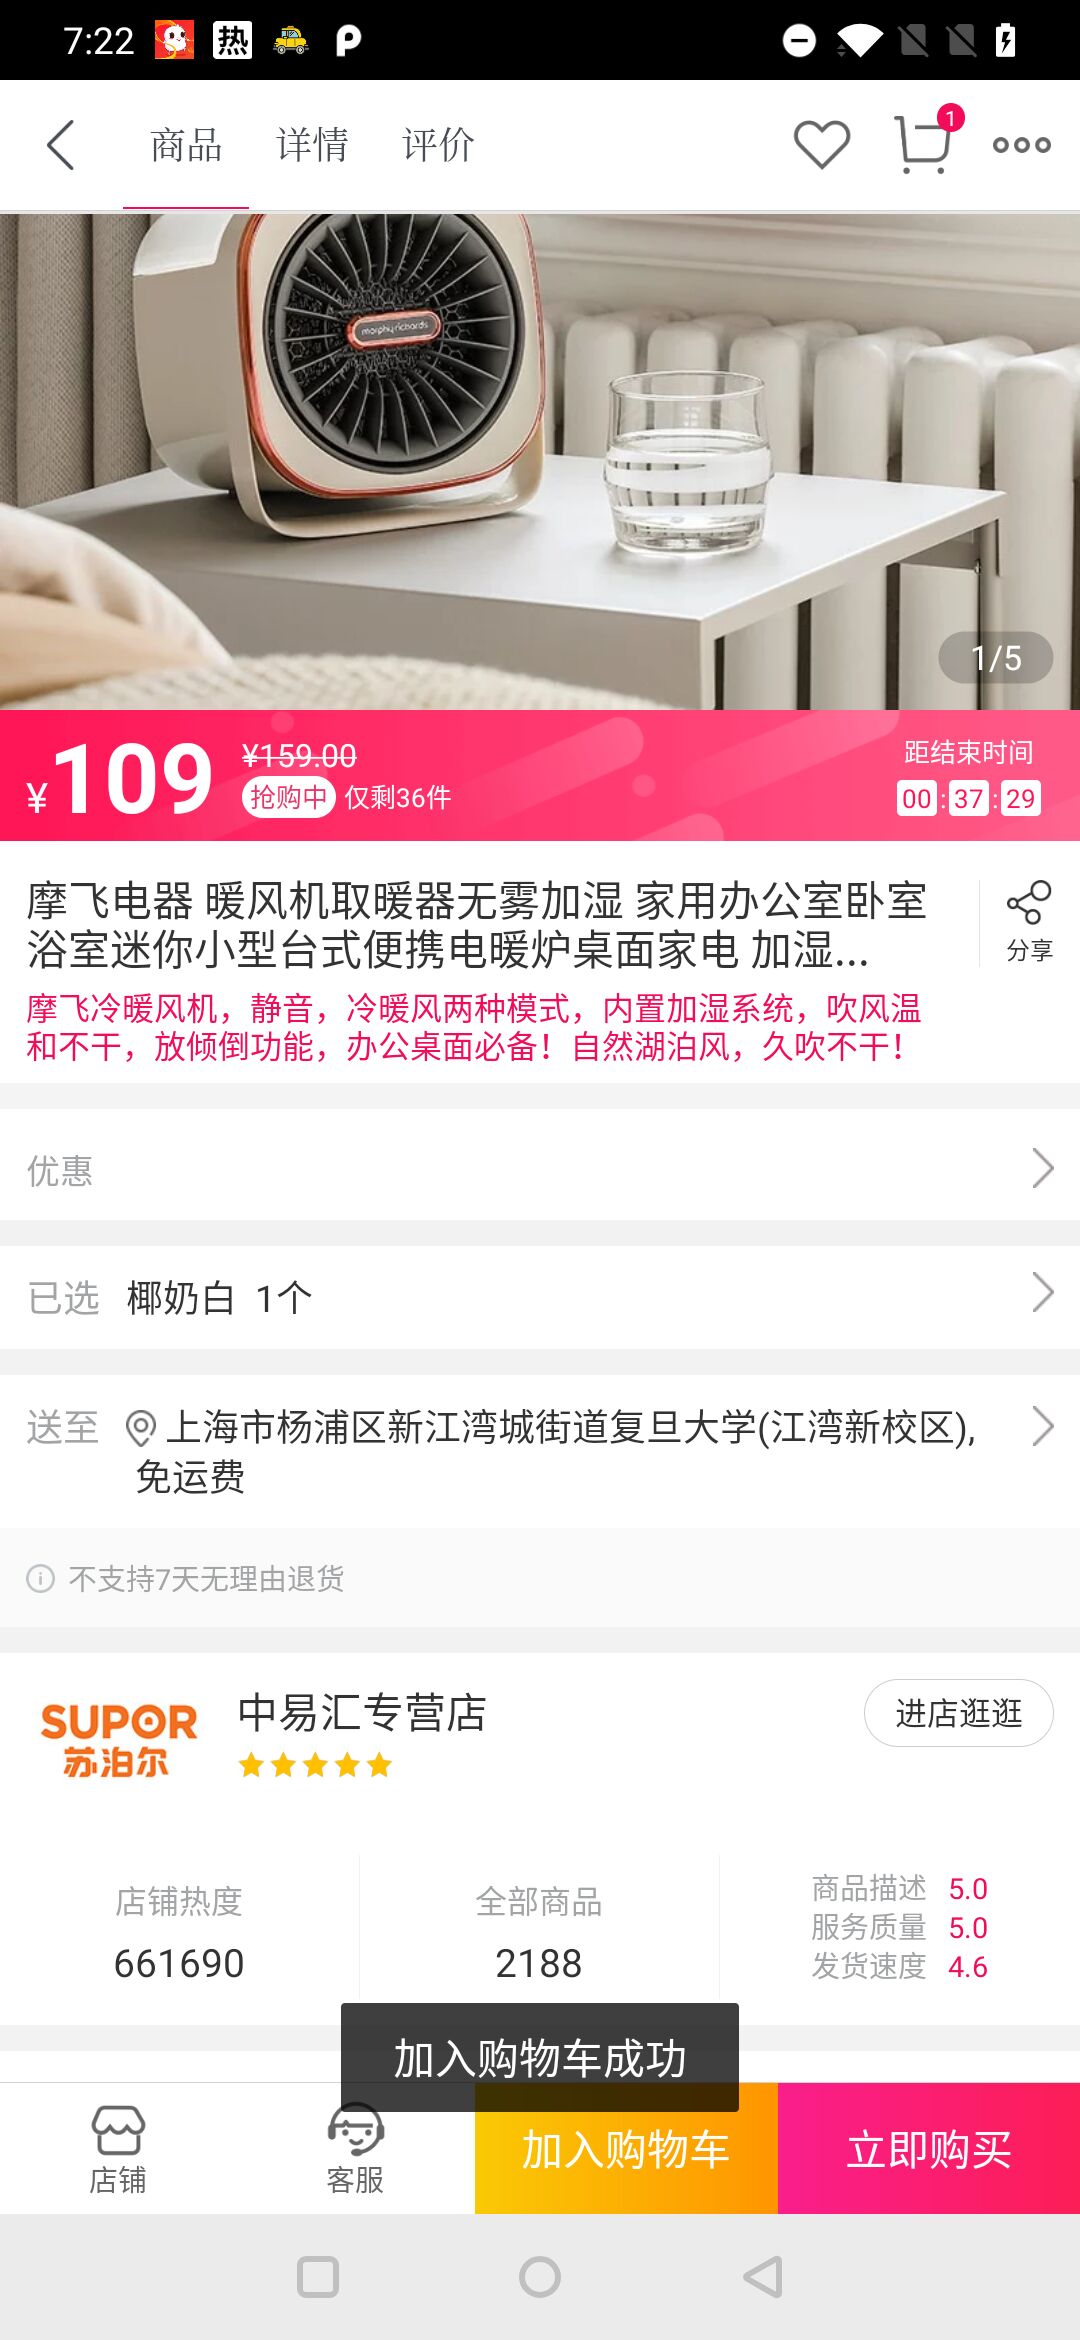 7:22 热
商品 详情 评价 1
morphy richards
1/5
¥109 ¥159.00
抢购中 仅剩36件
距结束时间
00:37:29
摩飞电器 暖风机取暖器无雾加湿 家用办公室卧室
浴室迷你小型台式便携电暖炉桌面家电 加湿...
分享
摩飞冷暖风机，静音，冷暖风两种模式，内置加湿系统，吹风温
和不干，放倾倒功能，办公桌面必备！自然湖泊风，久吹不干！
优惠
已选 椰奶白 1个
送至 上海市杨浦区新江湾城街道复旦大学(江湾新校区),
免运费
不支持7天无理由退货
SUPOR
苏泊尔
中易汇专营店
进店逛逛
店铺热度
661690
全部商品
2188
商品描述 5.0
服务质量 5.0
发货速度 4.6
加入购物车成功
店铺 客服 加入购物车 立即购买